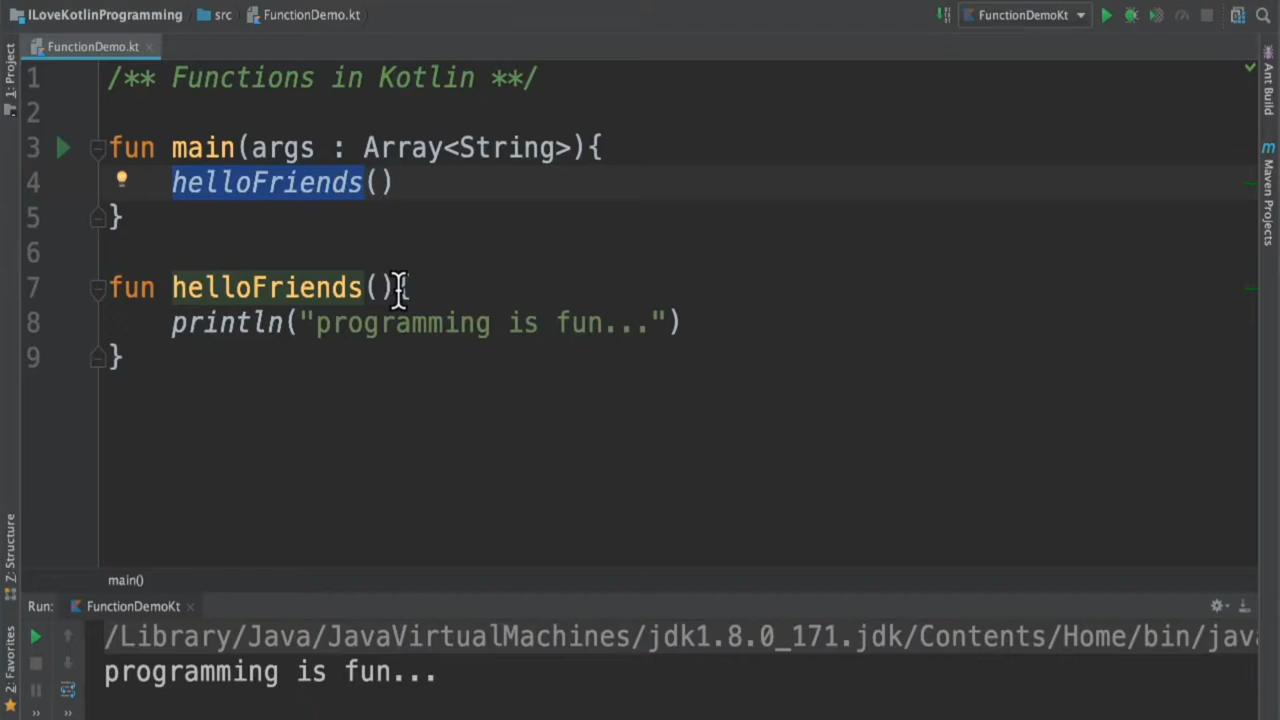 ILoveKotlinProgramming src FunctionDemo.kt FunctionDemoKt
1: Project
FunctionDemo.kt
1 /** Functions in Kotlin **/
2
3 fun main(args : Array<String>){
4 helloFriends()
5 }
6
7 fun helloFriends(){
8 println("programming is fun...")
9 }
Ant Build
Maven Projects
Z: Structure
2: Favorites
main()
Run: FunctionDemoKt
/Library/Java/JavaVirtualMachines/jdk1.8.0_171.jdk/Contents/Home/bin/java
programming is fun...